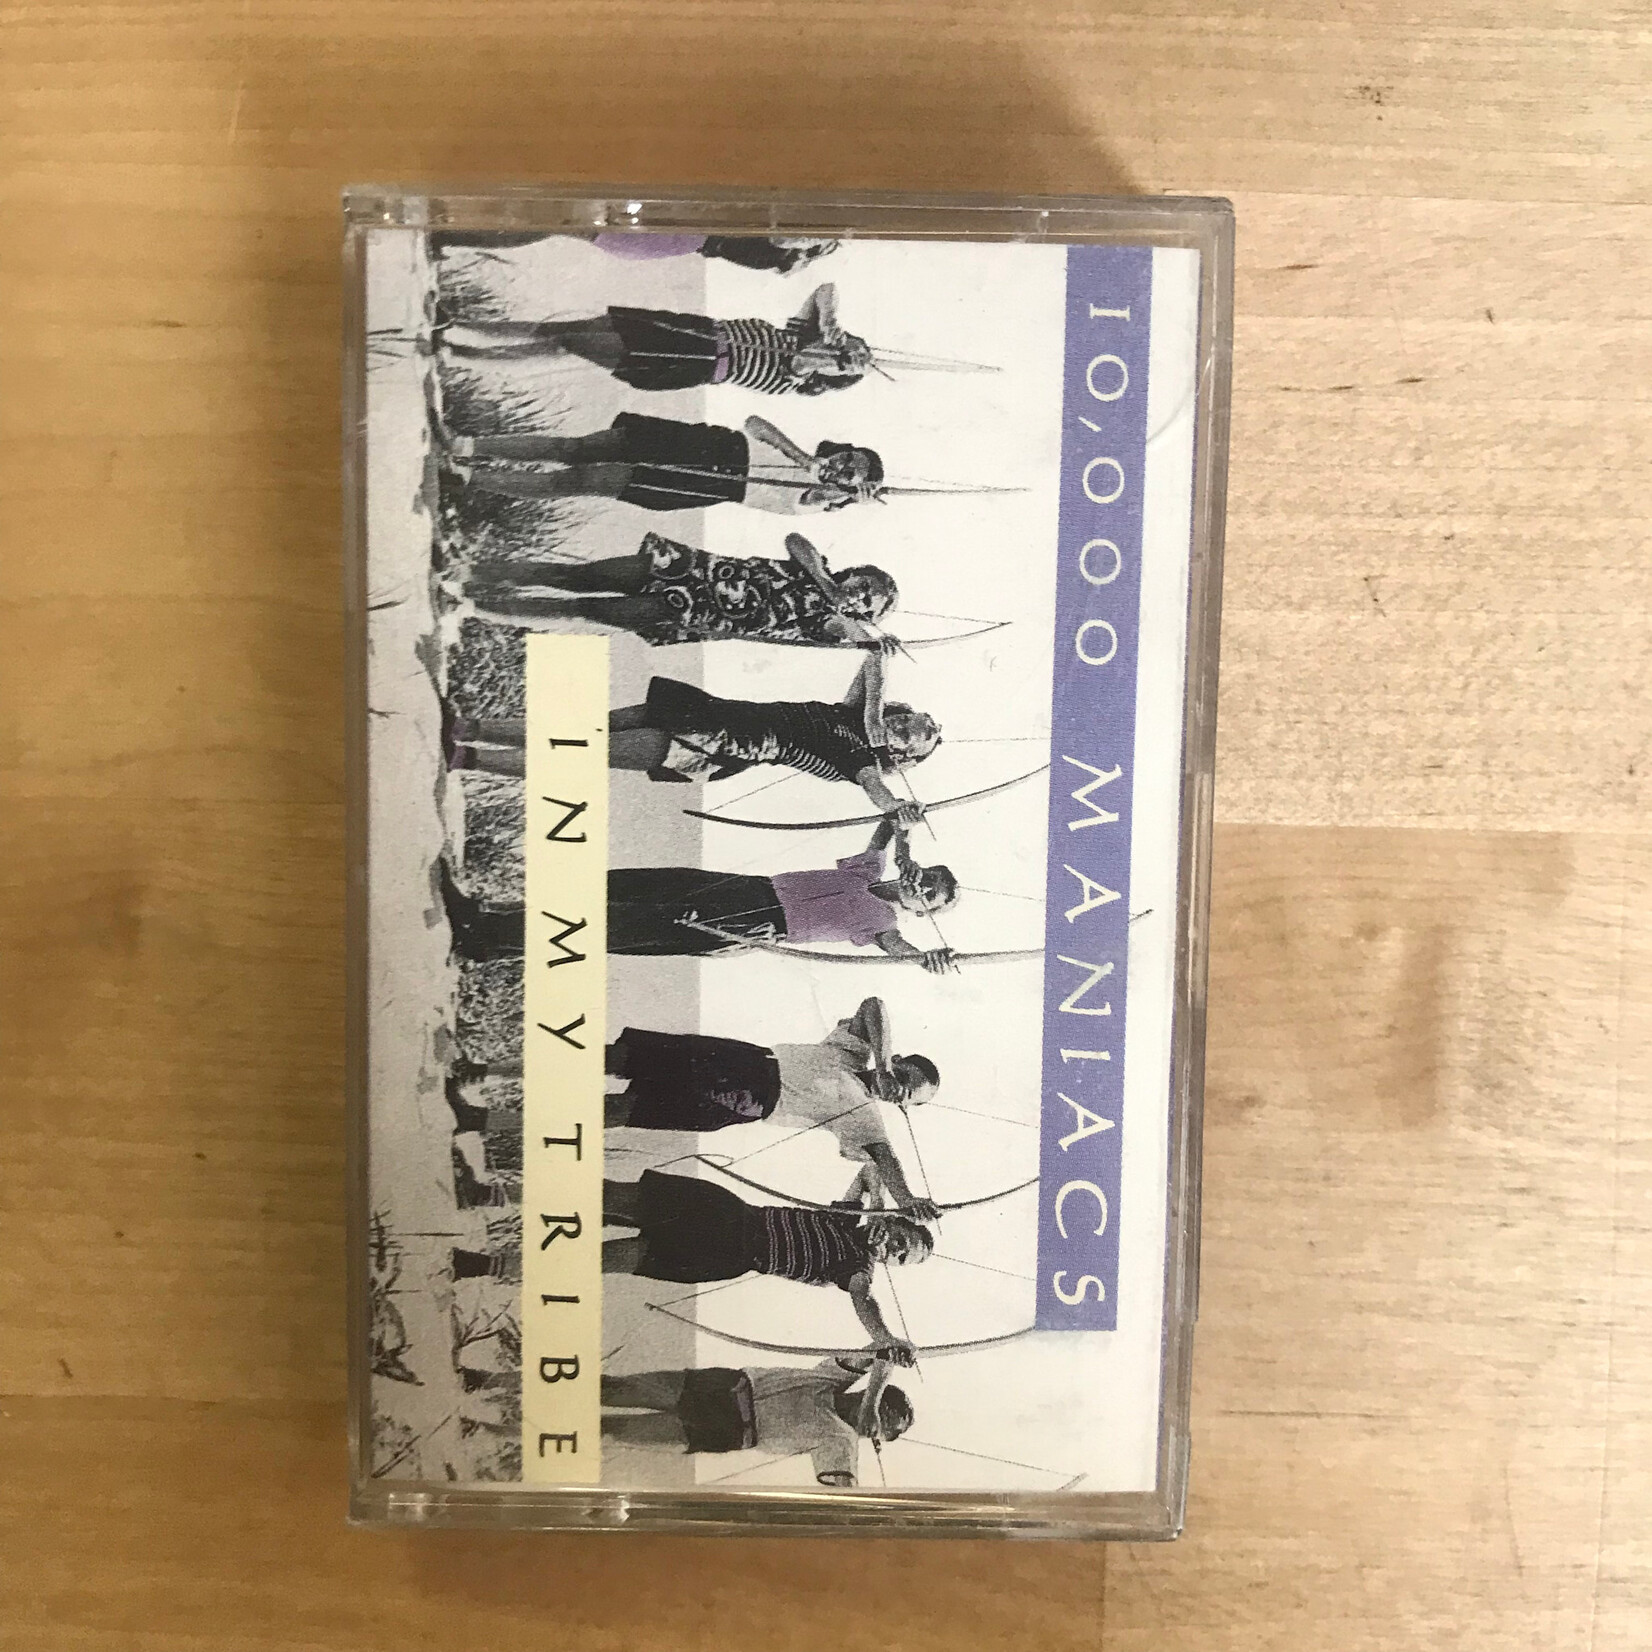 10,000 MANIACS
IN MY TRIBE